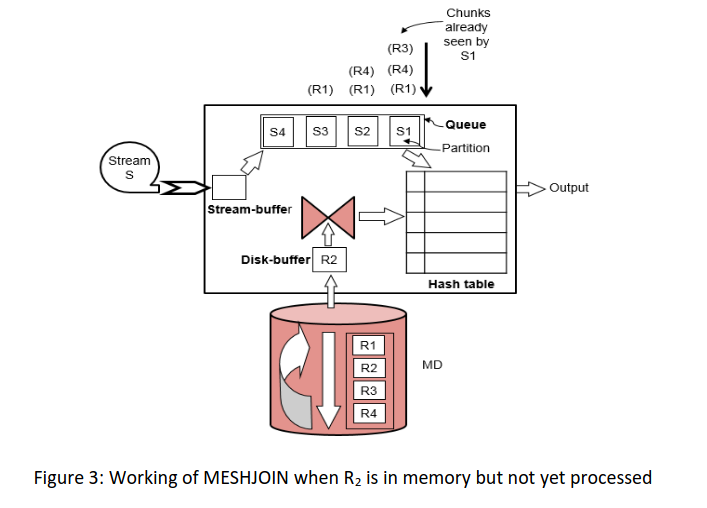 Chunks
already
seen by
S1
(R3)
(R4) (R4)
(R1) (R1) (R1)
S4 S3 S2 S1
Queue
Partition
Stream
S
Stream-buffer
Output
Disk-buffer R2
Hash table
R1
R2
R3
R4
MD
Figure 3: Working of MESHJOIN when R₂ is in memory but not yet processed